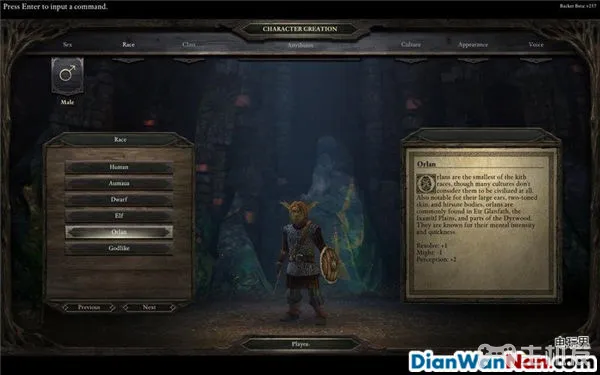 Press Enter to input a command.
Backer Beta: v257
CHARACTER CREATION
Sex
Race
Class
Attributes
Culture
Appearance
Voice
Male
Race
Human
Aumaua
Dwarf
Elf
Orlan
Godlike
Previous
Next
Orlan
Orlans are the smallest of the kith
races, though many cultures don't
consider them to be civilized at all.
Also notable for their large ears, two-toned
skin, and hirsute bodies, orlans are
commonly found in Eir Glanfath, the
Ixamitl Plains, and parts of the Dyrwood.
They are known for their mental intensity
and quickness.
Resolve: +1
Might: -1
Perception: +2
Player
DianWanNan.com